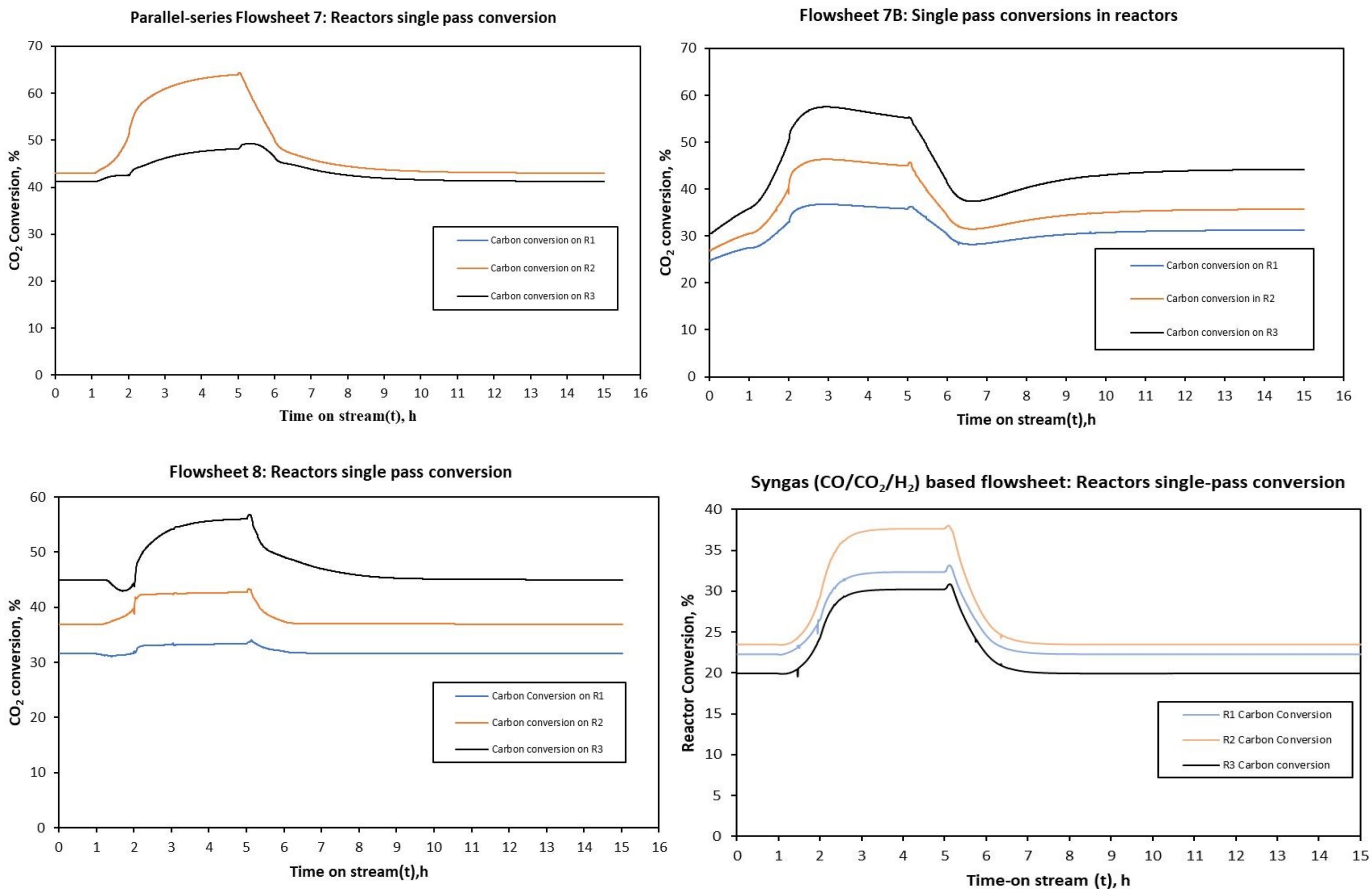 Parallel-series Flowsheet 7: Reactors single pass conversion
CO₂ Conversion, %
70
60
50
40
30
20
10
0
Carbon conversion on R1
Carbon conversion on R2
Carbon conversion on R3
0 1 2 3 4 5 6 7 8 9 10 11 12 13 14 15 16
Time on stream(t), h
Flowsheet 7B: Single pass conversions in reactors
CO₂ conversion, %
70
60
50
40
30
20
10
0
Carbon conversion on R1
Carbon conversion in R2
Carbon conversion on R3
0 1 2 3 4 5 6 7 8 9 10 11 12 13 14 15 16
Time on stream(t),h
Flowsheet 8: Reactors single pass conversion
CO₂ conversion, %
60
50
40
30
20
10
0
Carbon Conversion on R1
Carbon conversion on R2
Carbon conversion on R3
0 1 2 3 4 5 6 7 8 9 10 11 12 13 14 15 16
Time on stream(t),h
Syngas (CO/CO₂/H₂) based flowsheet: Reactors single-pass conversion
Reactor Conversion, %
40
35
30
25
20
15
10
5
0
R1 Carbon Conversion
R2 Carbon Conversion
R3 Carbon conversion
0 1 2 3 4 5 6 7 8 9 10 11 12 13 14 15
Time-on stream (t), h